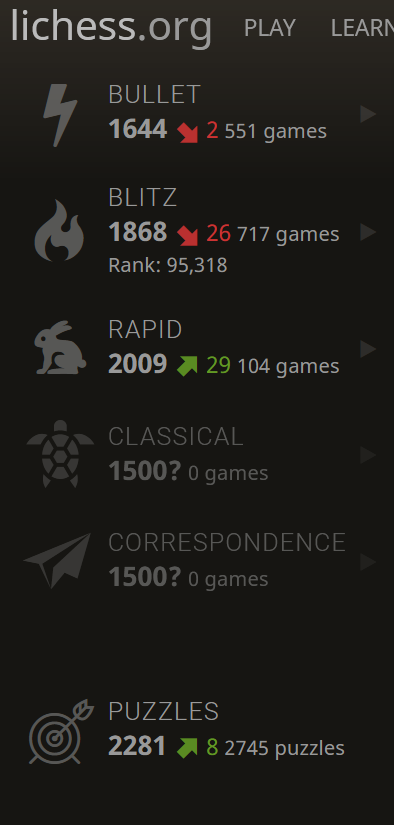 lichess.org PLAY LEARN
BULLET
1644 2 551 games
BLITZ
1868 26 717 games
Rank: 95,318
RAPID
2009 29 104 games
CLASSICAL
1500? 0 games
CORRESPONDENCE
1500? 0 games
PUZZLES
2281 8 2745 puzzles